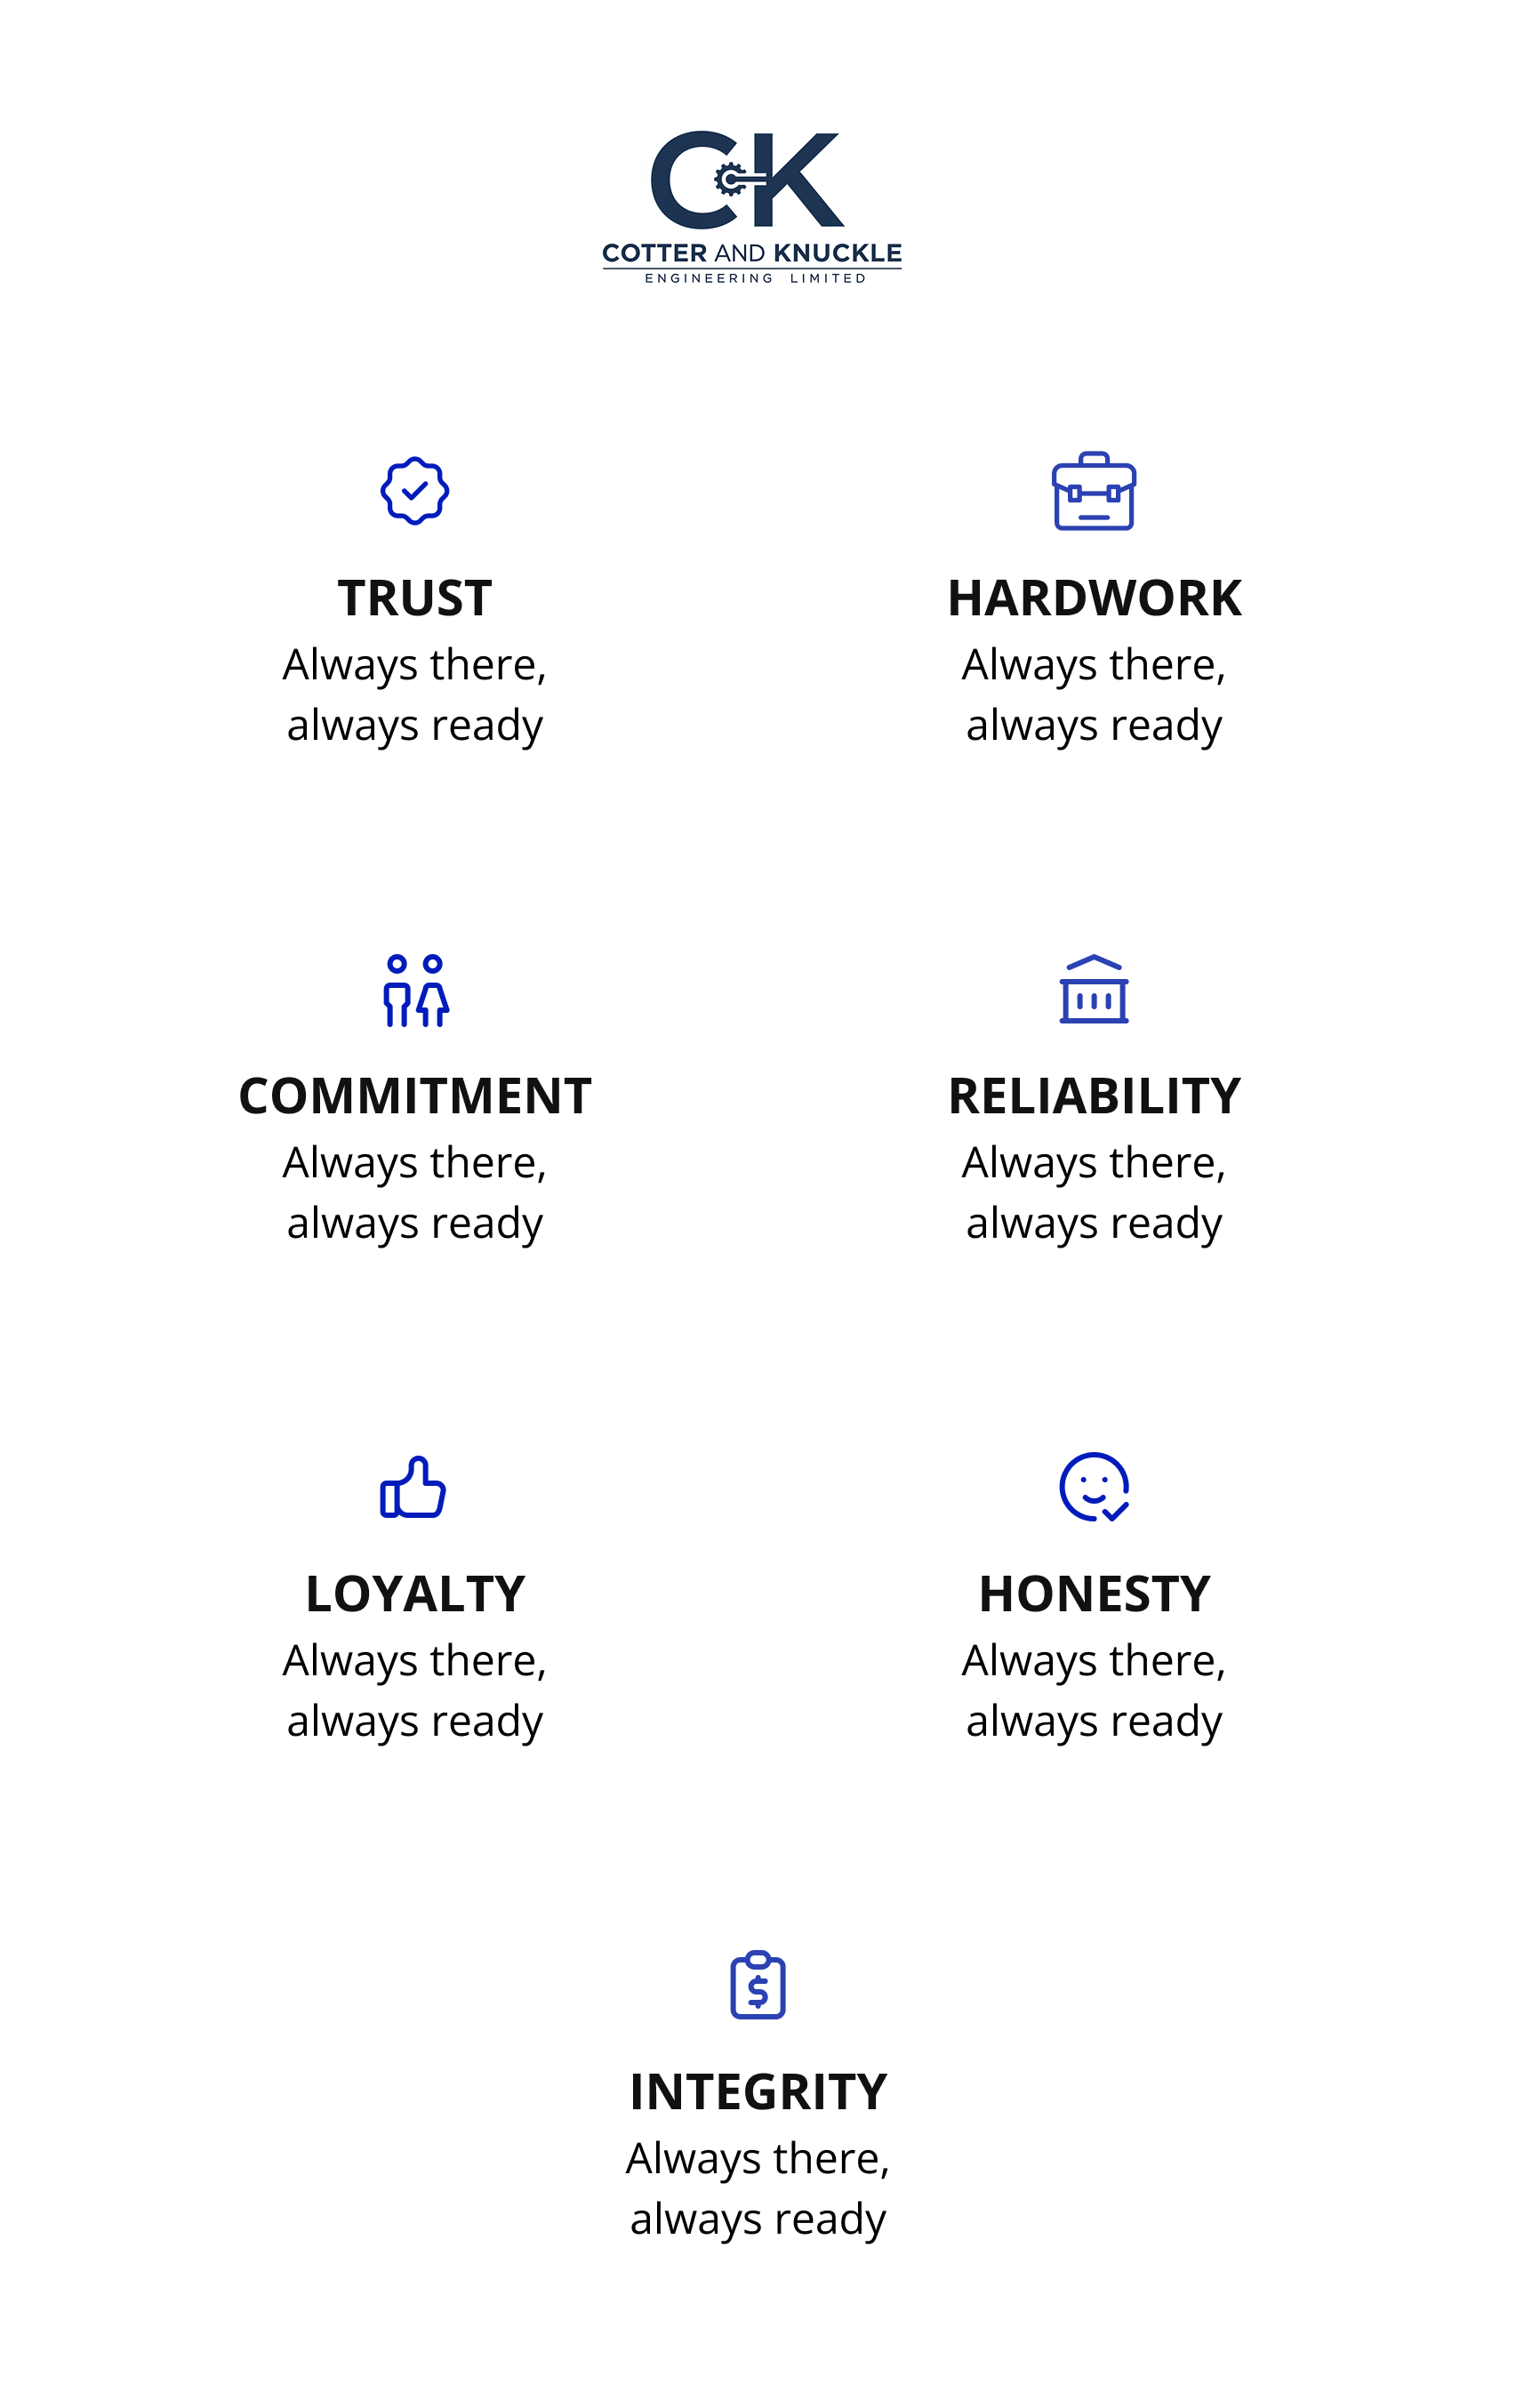 CK
COTTER AND KNUCKLE
ENGINEERING LIMITED
TRUST
Always there,
always ready
HARDWORK
Always there,
always ready
COMMITMENT
Always there,
always ready
RELIABILITY
Always there,
always ready
LOYALTY
Always there,
always ready
HONESTY
Always there,
always ready
$
INTEGRITY
Always there,
always ready